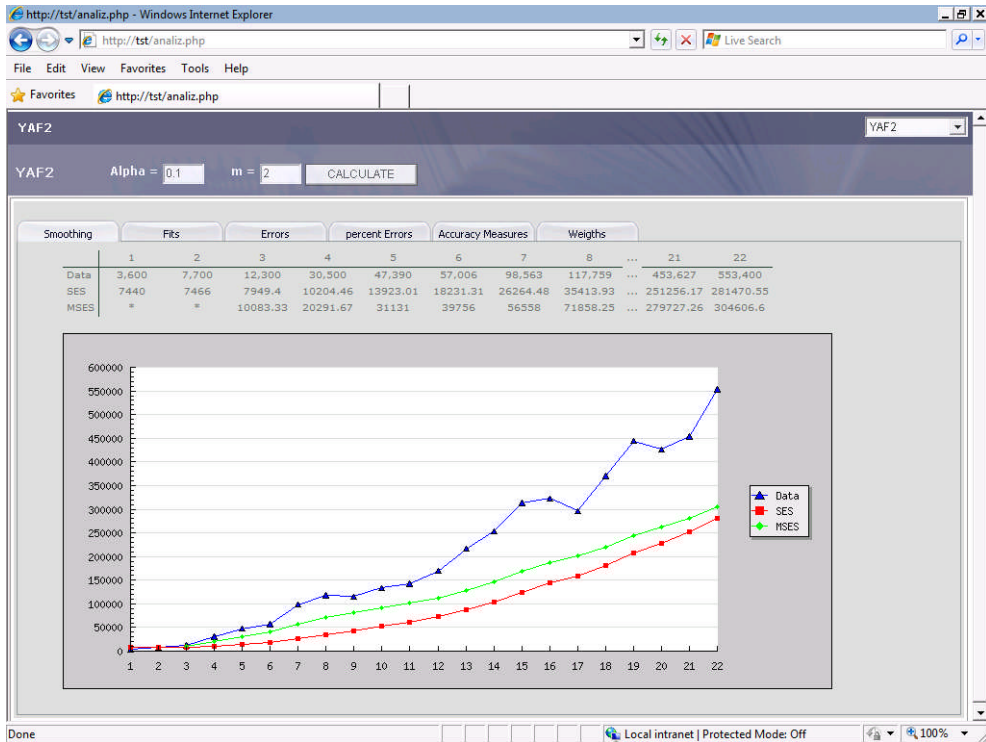 http://tst/analiz.php - Windows Internet Explorer
http://tst/analiz.php
Live Search
File Edit View Favorites Tools Help
Favorites http://tst/analiz.php
YAF2 YAF2
YAF2 Alpha = 0.1 m = 2 CALCULATE
Smoothing Fits Errors percent Errors Accuracy Measures Weigths
1 2 3 4 5 6 7 8 ... 21 22
Data 3,600 7,700 12,300 30,500 47,390 57,006 98,563 117,759 ... 453,627 553,400
SES 7440 7466 7949.4 10204.46 13923.01 18231.31 26264.48 35413.93 ... 251256.17 281470.55
MSES * * 10083.33 20291.67 31131 39756 56558 71858.25 ... 279727.26 304606.6
600000
550000
500000
450000
400000
350000
300000
250000
200000
150000
100000
50000
0
1 2 3 4 5 6 7 8 9 10 11 12 13 14 15 16 17 18 19 20 21 22
Data
SES
MSES
Done Local intranet | Protected Mode: Off 100%